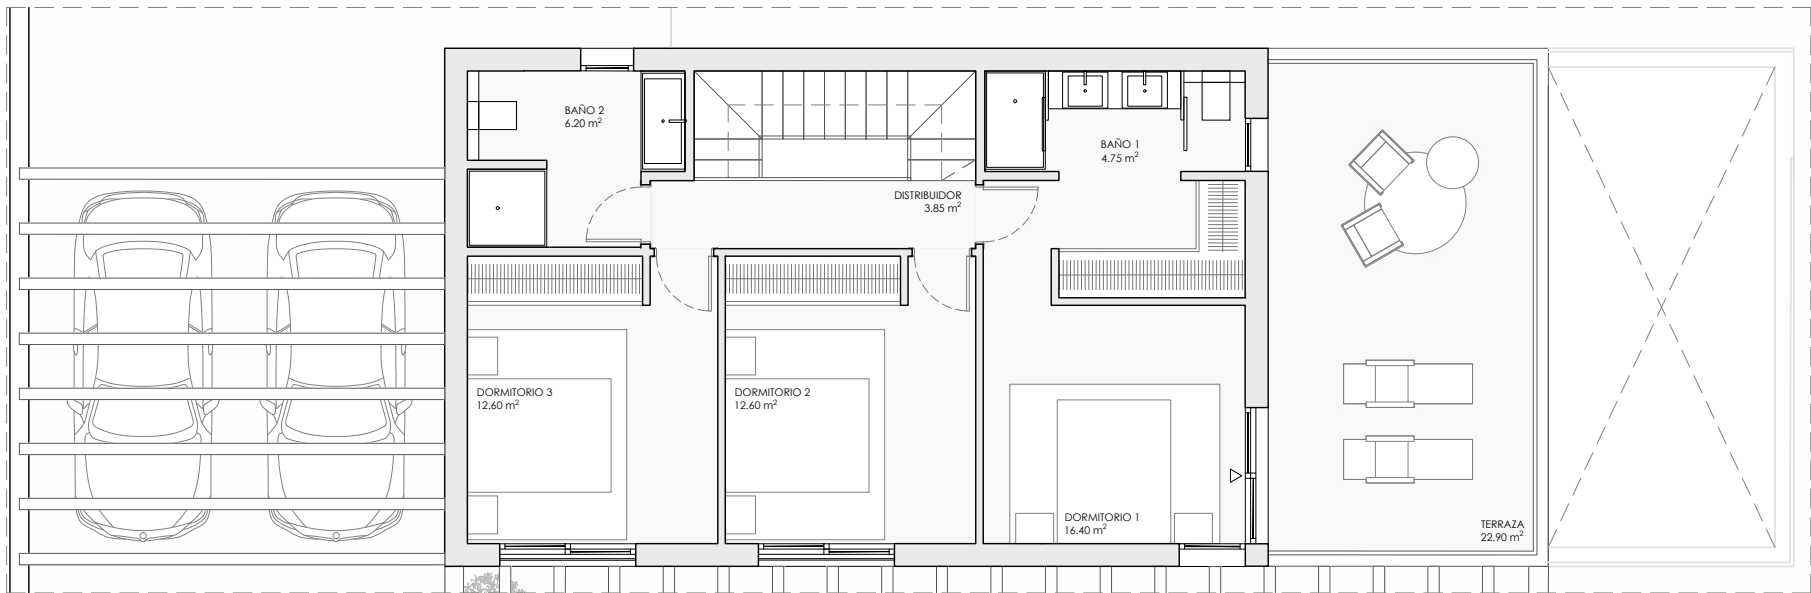 BAÑO 2
6.20 m²
BAÑO 1
4.75 m²
DISTRIBUIDOR
3.85 m²
DORMITORIO 3
12.60 m²
DORMITORIO 2
12.60 m²
DORMITORIO 1
16.40 m²
TERRAZA
22.90 m²